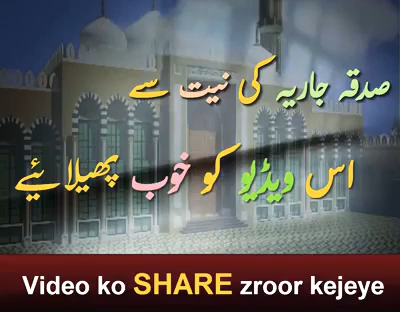 صدقہ جاریہ کی نیت سے
اس ویڈیو کو خوب پھیلائیے
Video ko SHARE zroor kejeye